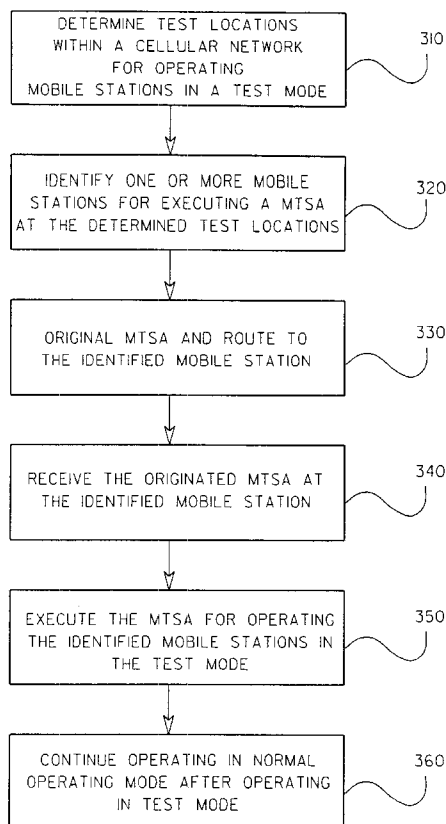 DETERMINE TEST LOCATIONS
WITHIN A CELLULAR NETWORK
FOR OPERATING
MOBILE STATIONS IN A TEST MODE
310
IDENTIFY ONE OR MORE MOBILE
STATIONS FOR EXECUTING A MTSA
AT THE DETERMINED TEST LOCATIONS
320
ORIGINAL MTSA AND ROUTE TO
THE IDENTIFIED MOBILE STATION
330
RECEIVE THE ORIGINATED MTSA AT
THE IDENTIFIED MOBILE STATION
340
EXECUTE THE MTSA FOR OPERATING
THE IDENTIFIED MOBILE STATIONS IN
THE TEST MODE
350
CONTINUE OPERATING IN NORMAL
OPERATING MODE AFTER OPERATING
IN TEST MODE
360